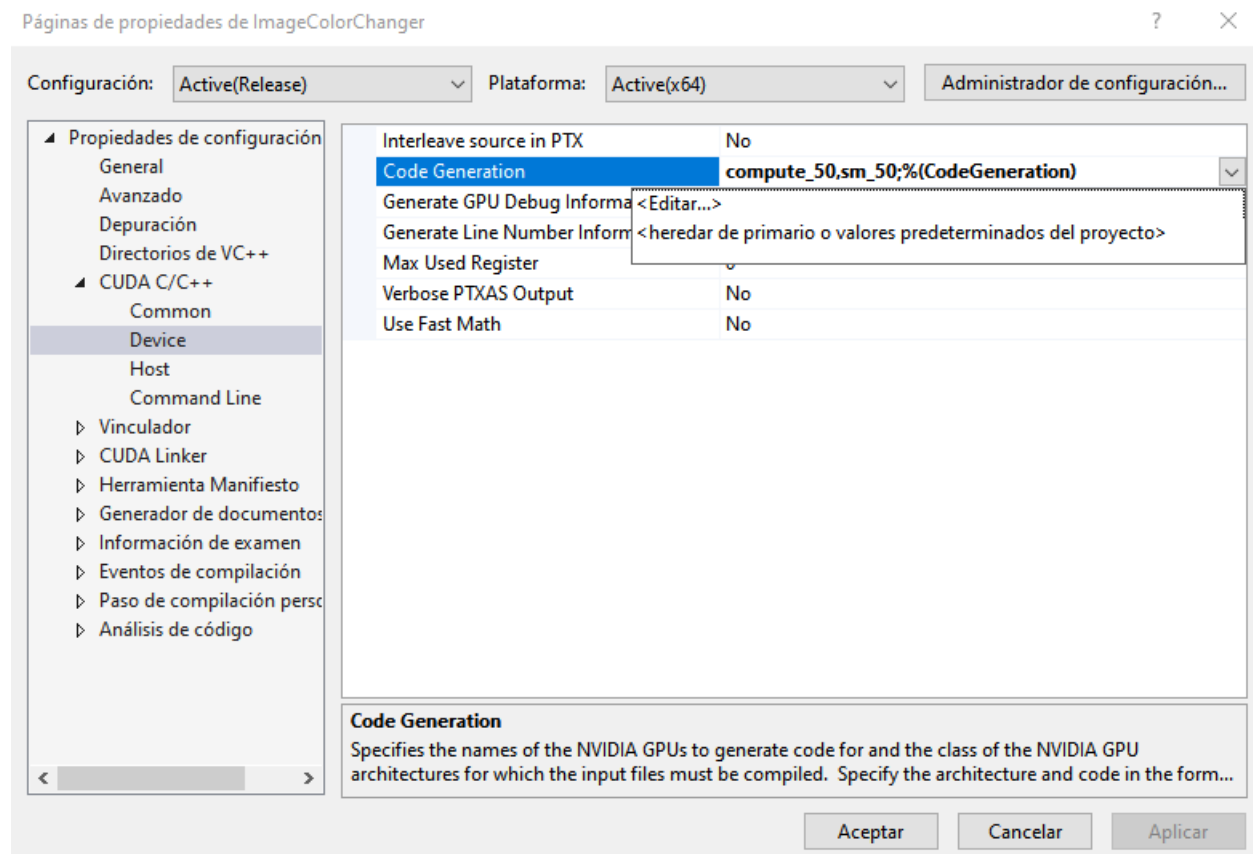 Páginas de propiedades de ImageColorChanger
Configuración: Active(Release) Plataforma: Active(x64) Administrador de configuración...
Propiedades de configuración
General
Avanzado
Depuración
Directorios de VC++
CUDA C/C++
Common
Device
Host
Command Line
Vinculador
CUDA Linker
Herramienta Manifiesto
Generador de documentos
Información de examen
Eventos de compilación
Paso de compilación perso
Análisis de código
Interleave source in PTX No
Code Generation compute_50,sm_50;%(CodeGeneration)
Generate GPU Debug Informa <Editar...>
Generate Line Number Inform <heredar de primario o valores predeterminados del proyecto>
Max Used Register
Verbose PTXAS Output No
Use Fast Math No
Code Generation
Specifies the names of the NVIDIA GPUs to generate code for and the class of the NVIDIA GPU
architectures for which the input files must be compiled. Specify the architecture and code in the form...
Aceptar Cancelar Aplicar